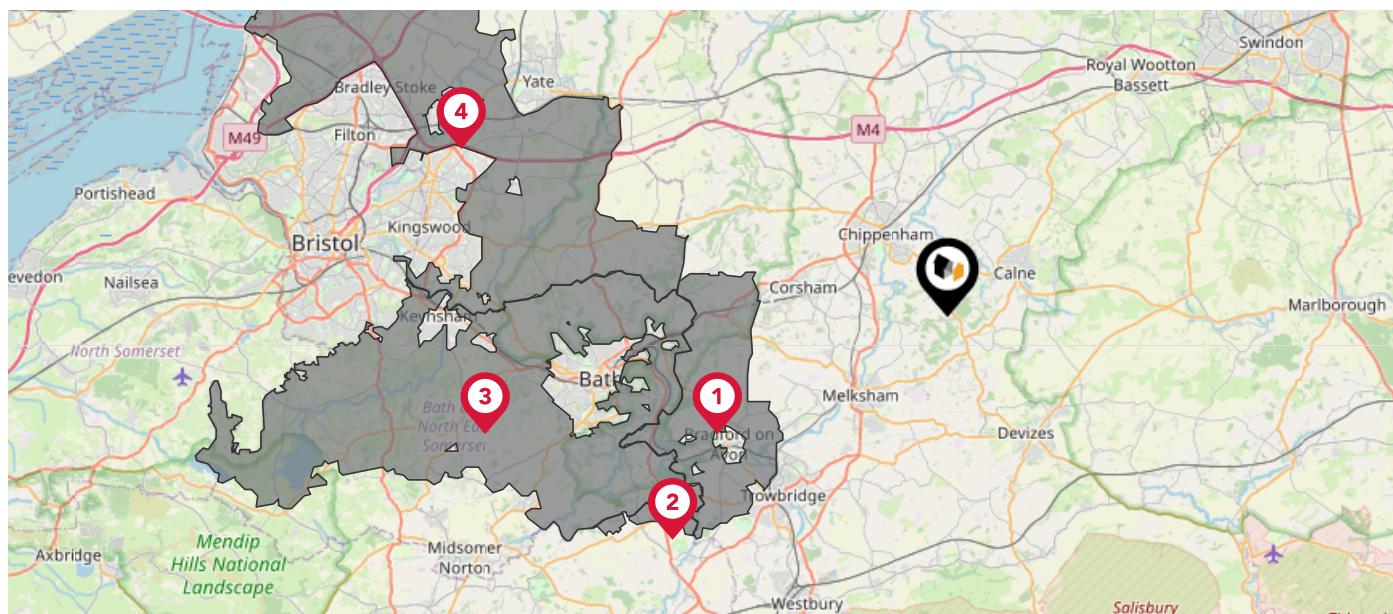 Swindon
Royal Wootton
Bassett
Yate
Bradley Stoke
4
M4
Filton
M49
Portishead
Kingswood
Chippenham
Bristol
Calne
evedon
Nailsea
Corsham
Marlborough
Keynsham
North Somerset
Bath
3
1
Melksham
Bath
North Ea
Somerset
Bradford on
Avon
Devizes
2
Trowbridge
Axbridge
Mendip
Hills National
Landscape
Midsomer
Norton
Westbury
Salisbury